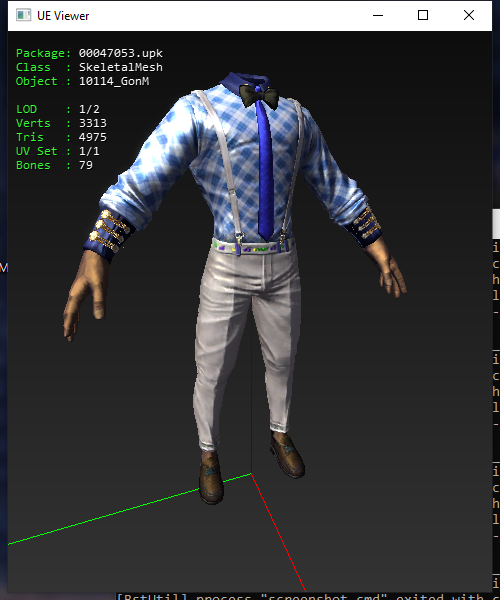 UE Viewer
Package: 00047053.upk
Class : SkeletalMesh
Object : 10114_GonM
LOD : 1/2
Verts : 3313
Tris : 4975
UV Set : 1/1
Bones : 79
M
i
c
h
l
-
i
c
h
l
-
i
c
h
l
-
i
[RstUtil] process "screenshot.cmd" exited with c